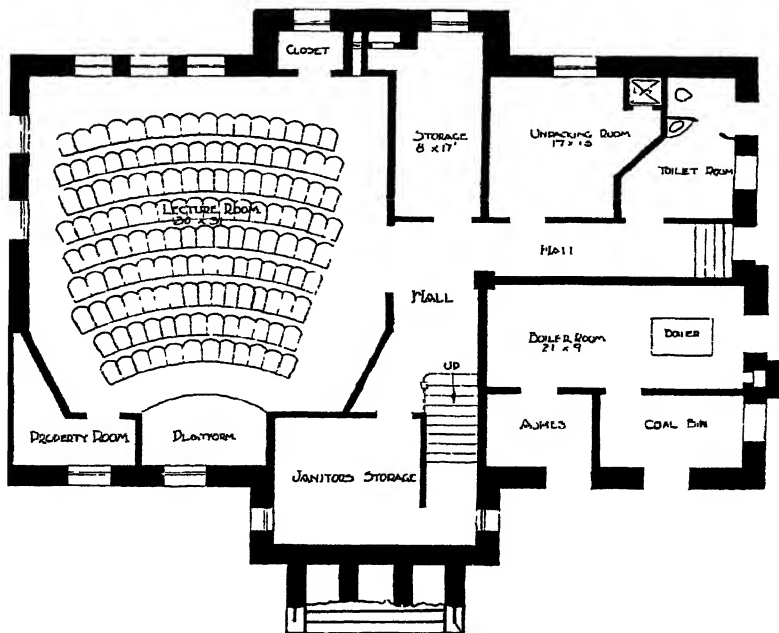 CLOSET
STORAGE
8 x 17'
UNPACKING ROOM
17 x 15
TOILET ROOM
LECTURE ROOM
HALL
HALL
BOILER ROOM
21 x 9
BOILER
UP
PROPERTY ROOM
PLATFORM
JANITORS STORAGE
ASHES
COAL BIN